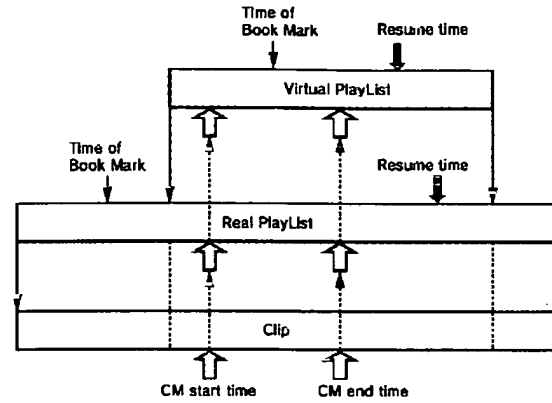 Time of
Book Mark
Resume time
Virtual PlayList
Time of
Book Mark
Resume time
Real PlayList
Clip
CM start time
CM end time